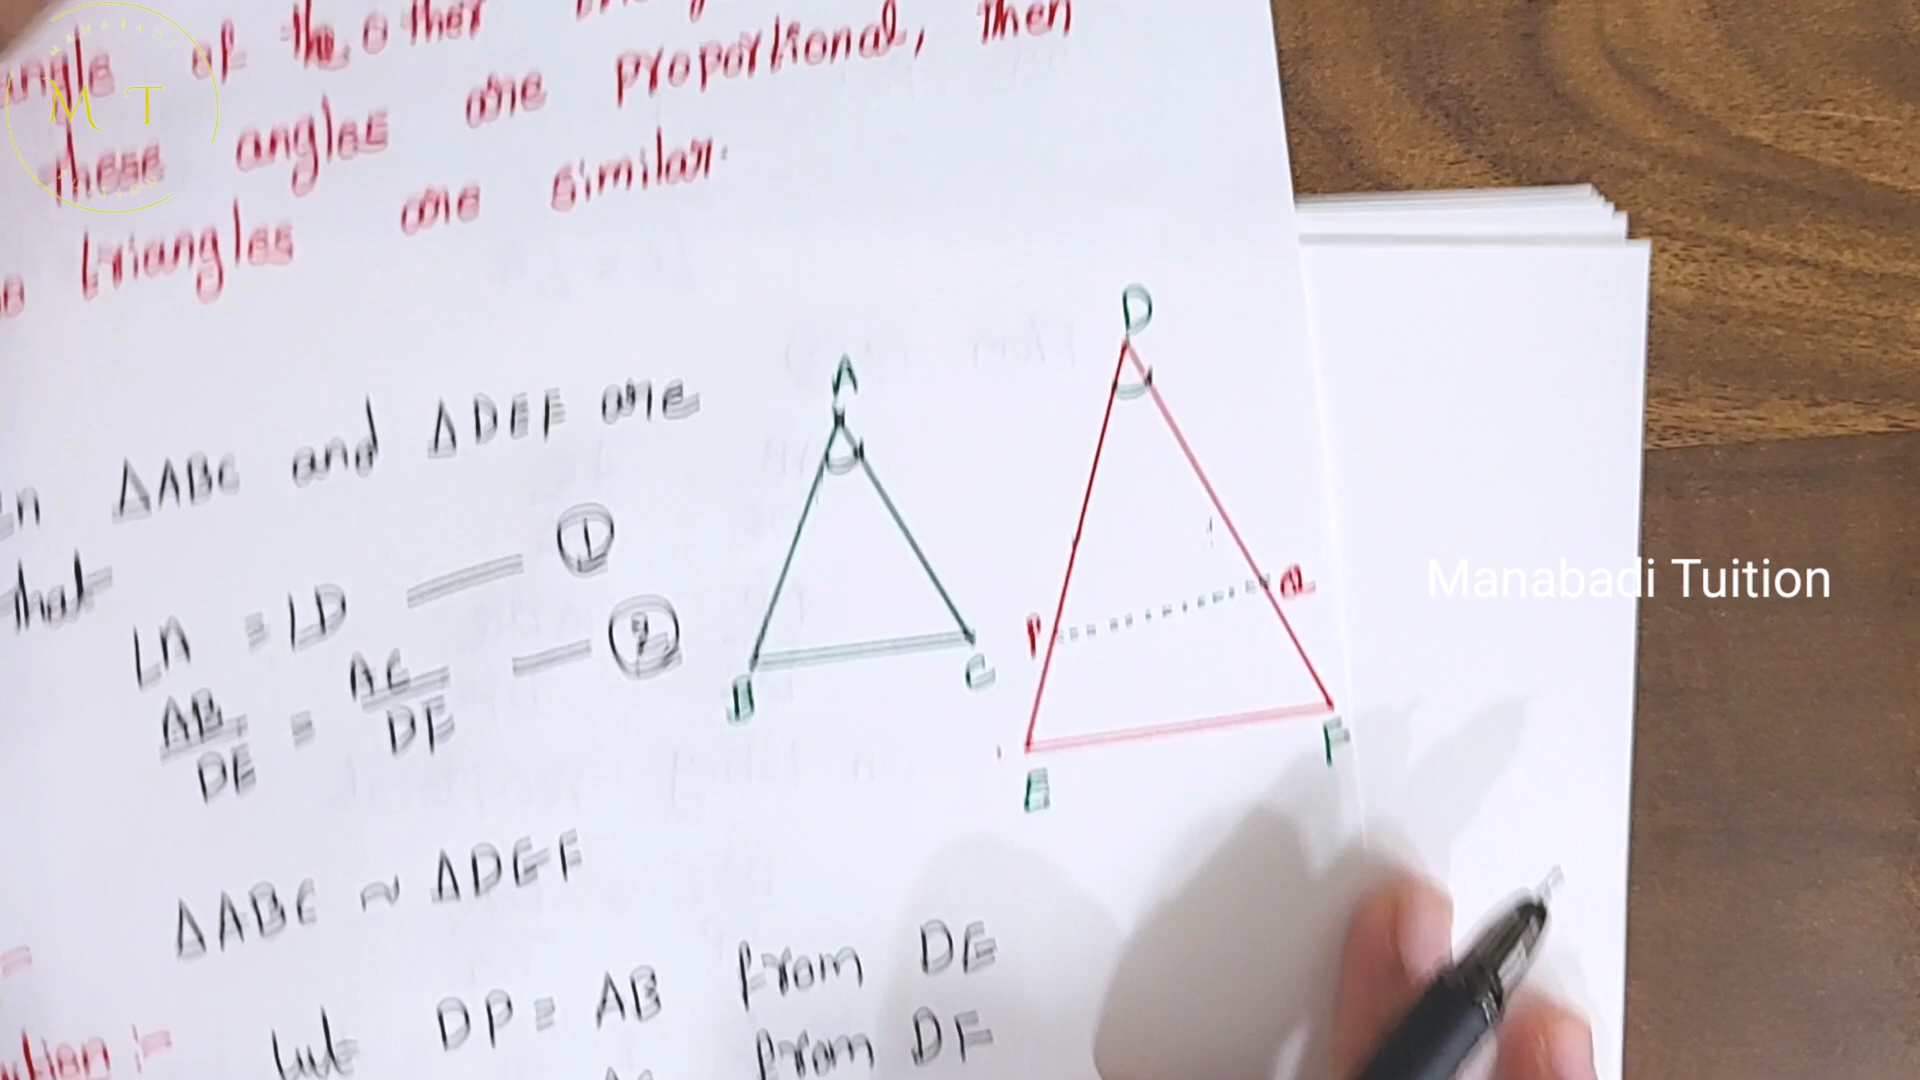 angle of the other
these angles are proportional, then
triangles are similar.
M T
D
A
In ΔABC and ΔDEF are
that
∠A = ∠D — ①
AB/DE = AC/DF — ②
P Q
B C
E F
Manabadi Tuition
ΔABC ~ ΔDEF
Let DP = AB from DE
from DF